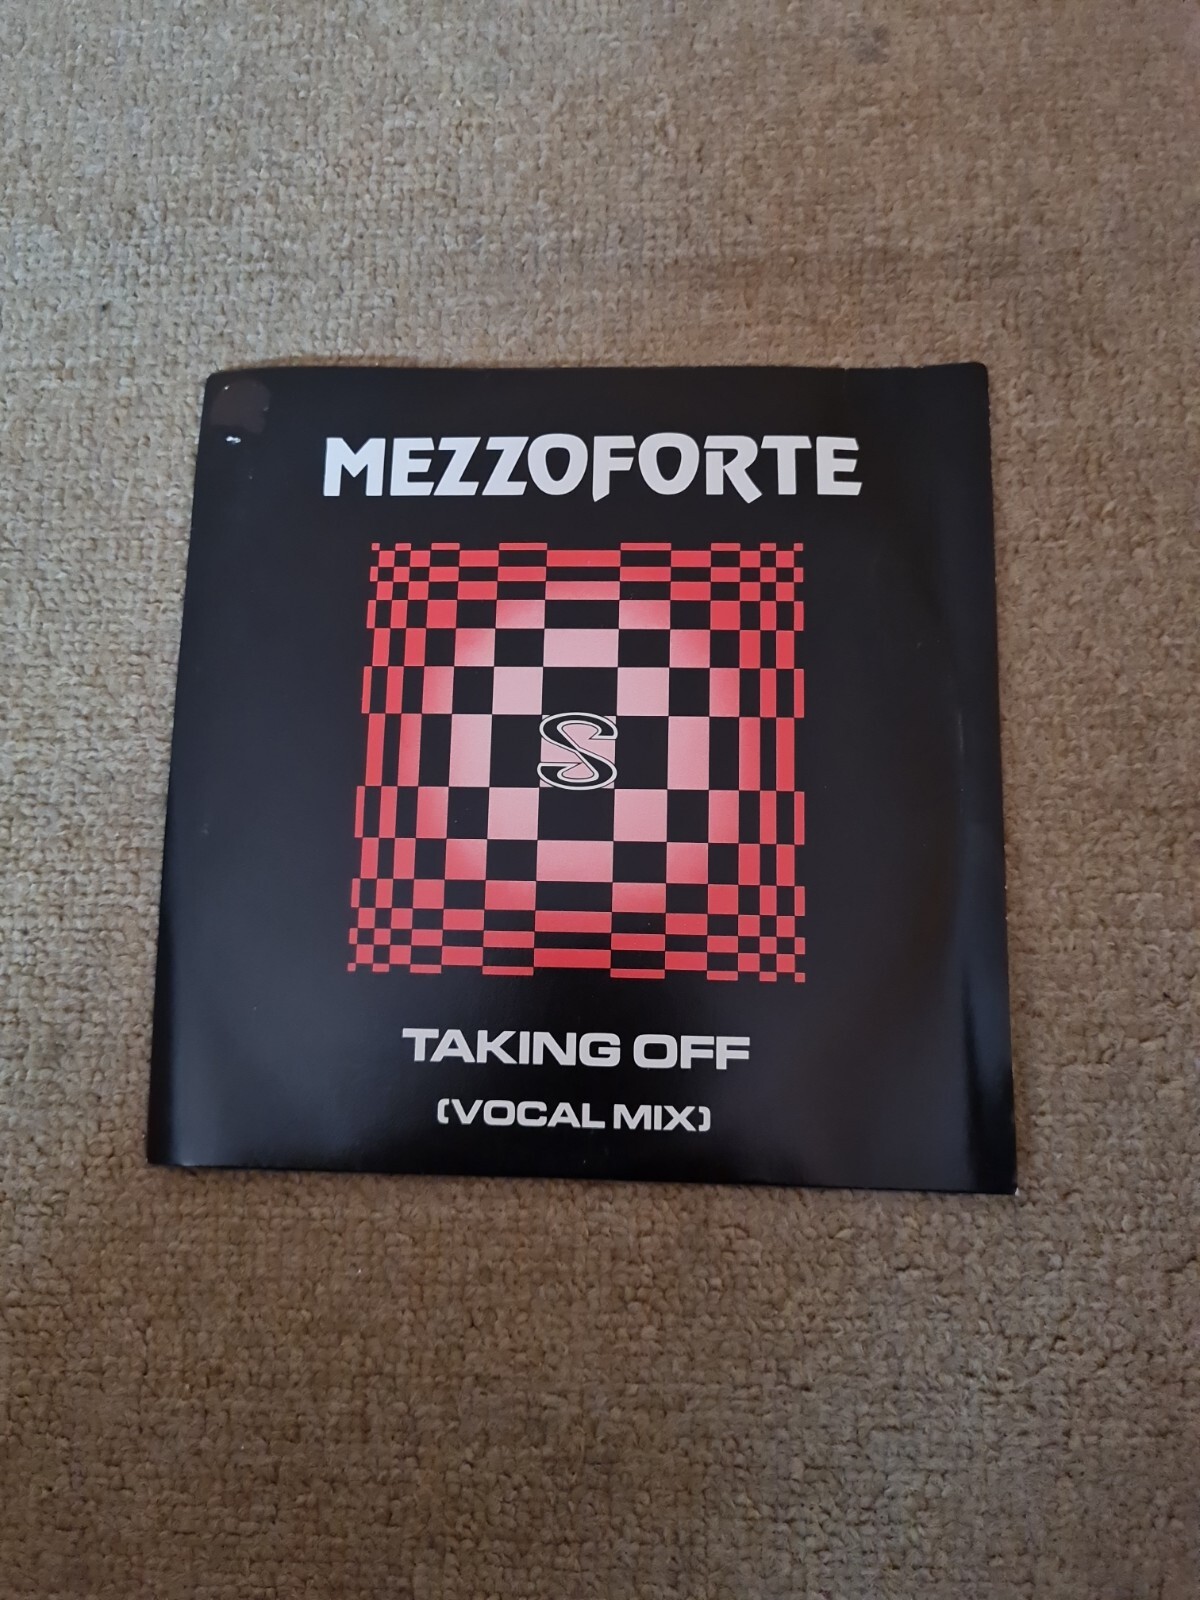 MEZZOFORTE
S
TAKING OFF
(VOCAL MIX)